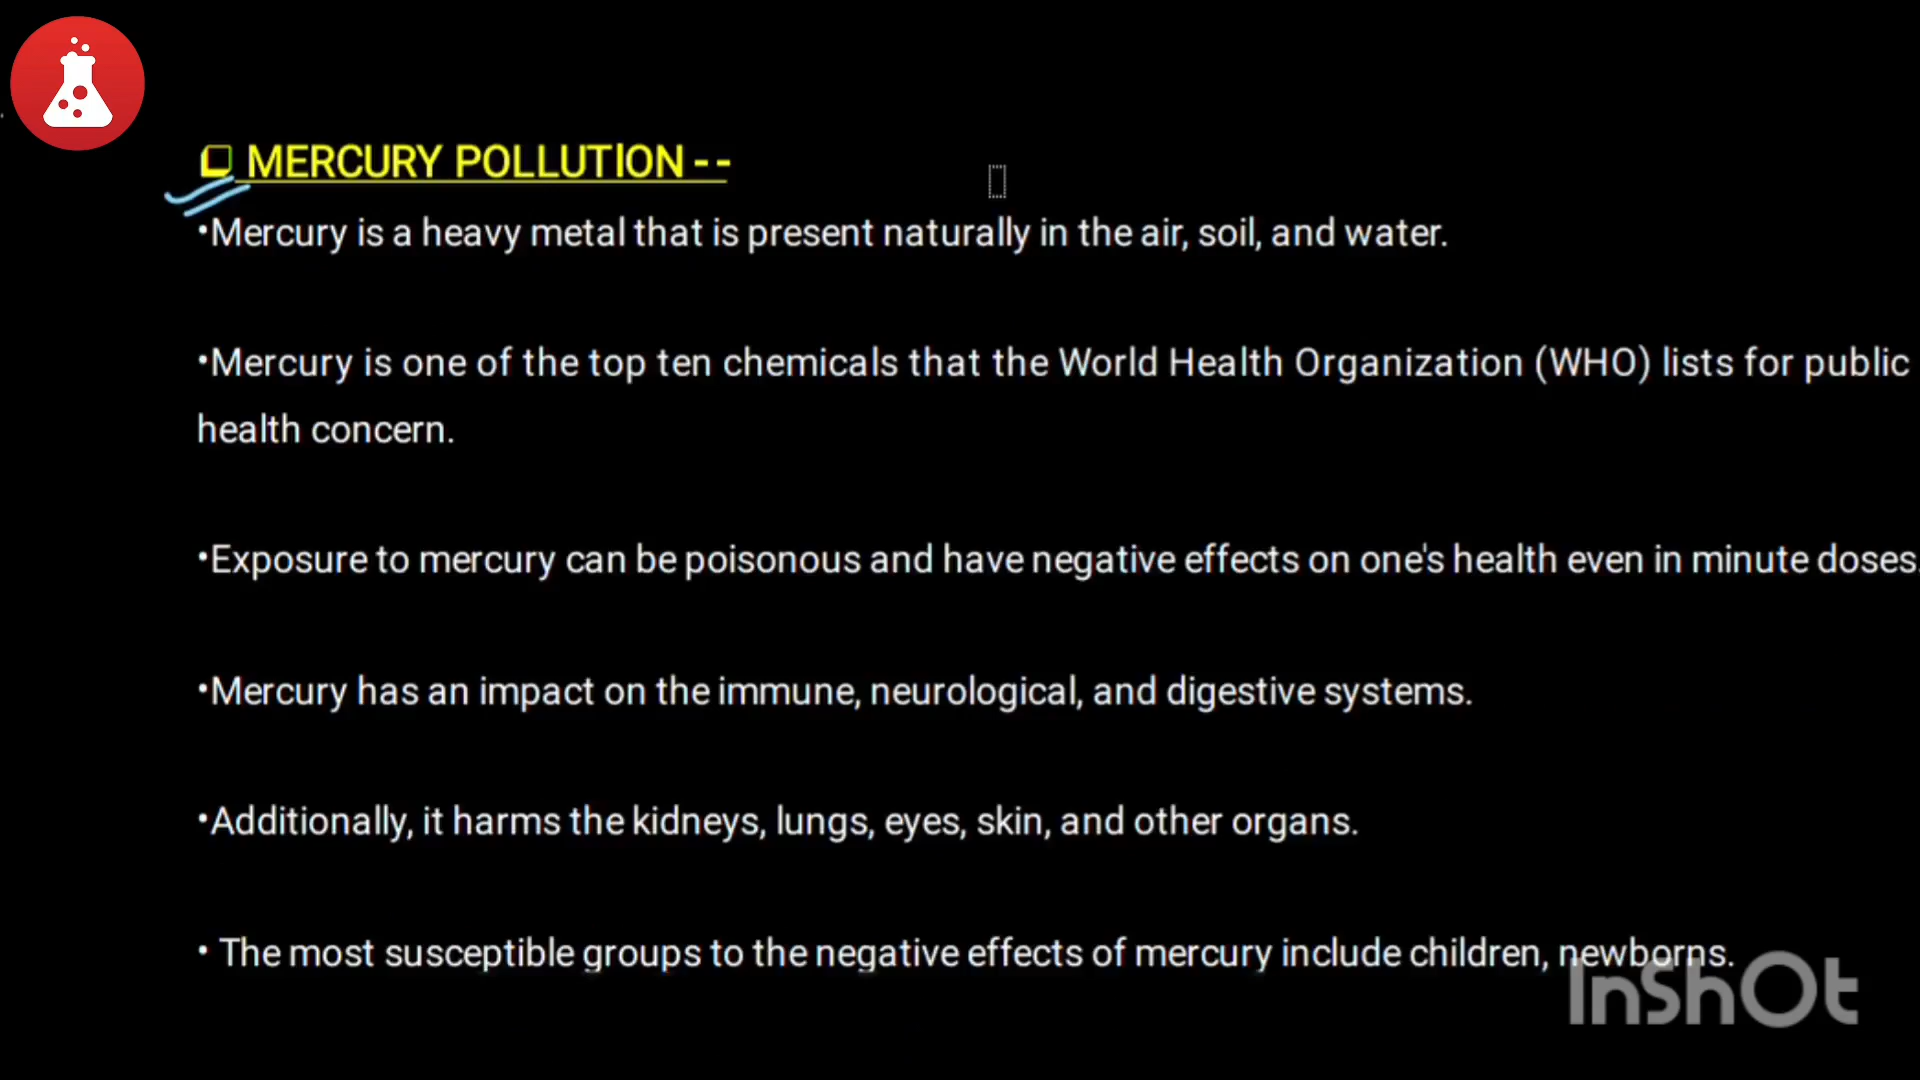 ❑ MERCURY POLLUTION - -
•Mercury is a heavy metal that is present naturally in the air, soil, and water.
•Mercury is one of the top ten chemicals that the World Health Organization (WHO) lists for public
health concern.
•Exposure to mercury can be poisonous and have negative effects on one's health even in minute doses.
•Mercury has an impact on the immune, neurological, and digestive systems.
•Additionally, it harms the kidneys, lungs, eyes, skin, and other organs.
• The most susceptible groups to the negative effects of mercury include children, newborns.
InShOt